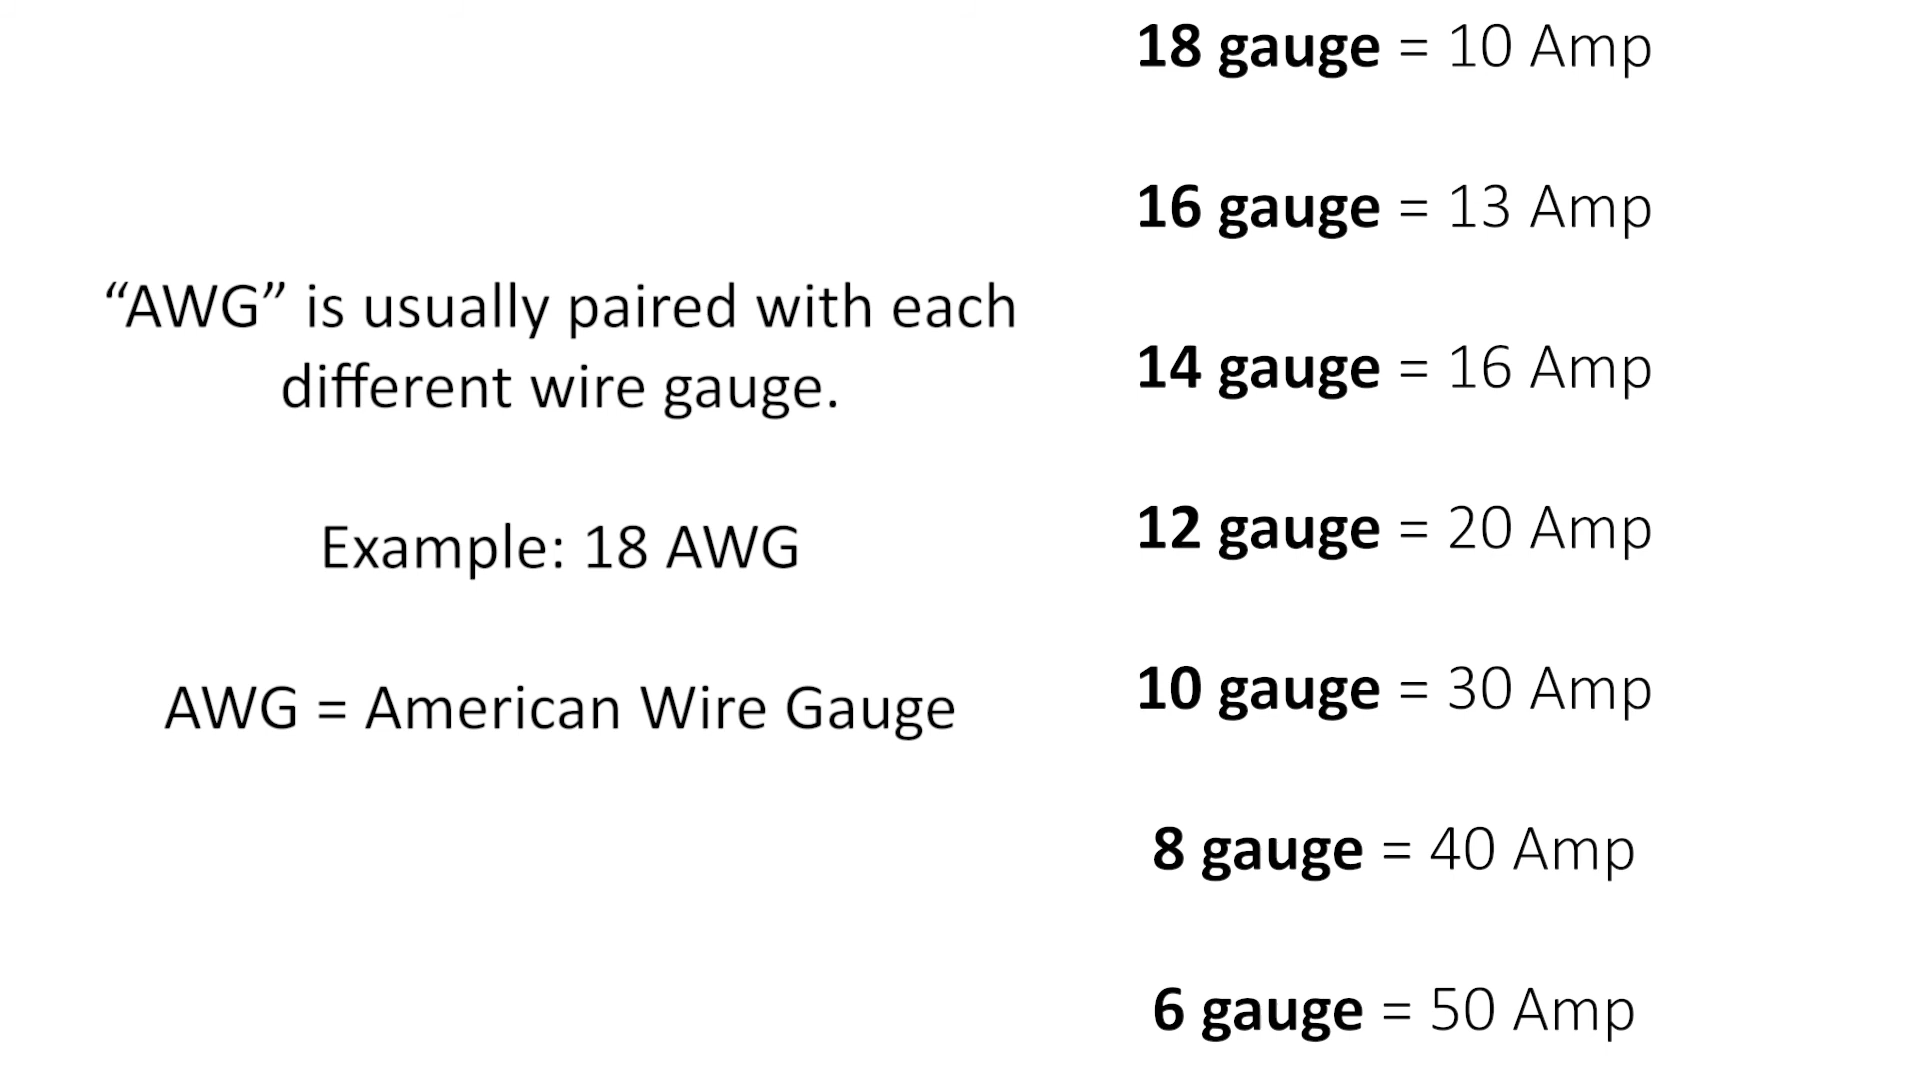 “AWG” is usually paired with each
different wire gauge.
Example: 18 AWG
AWG = American Wire Gauge
18 gauge = 10 Amp
16 gauge = 13 Amp
14 gauge = 16 Amp
12 gauge = 20 Amp
10 gauge = 30 Amp
8 gauge = 40 Amp
6 gauge = 50 Amp